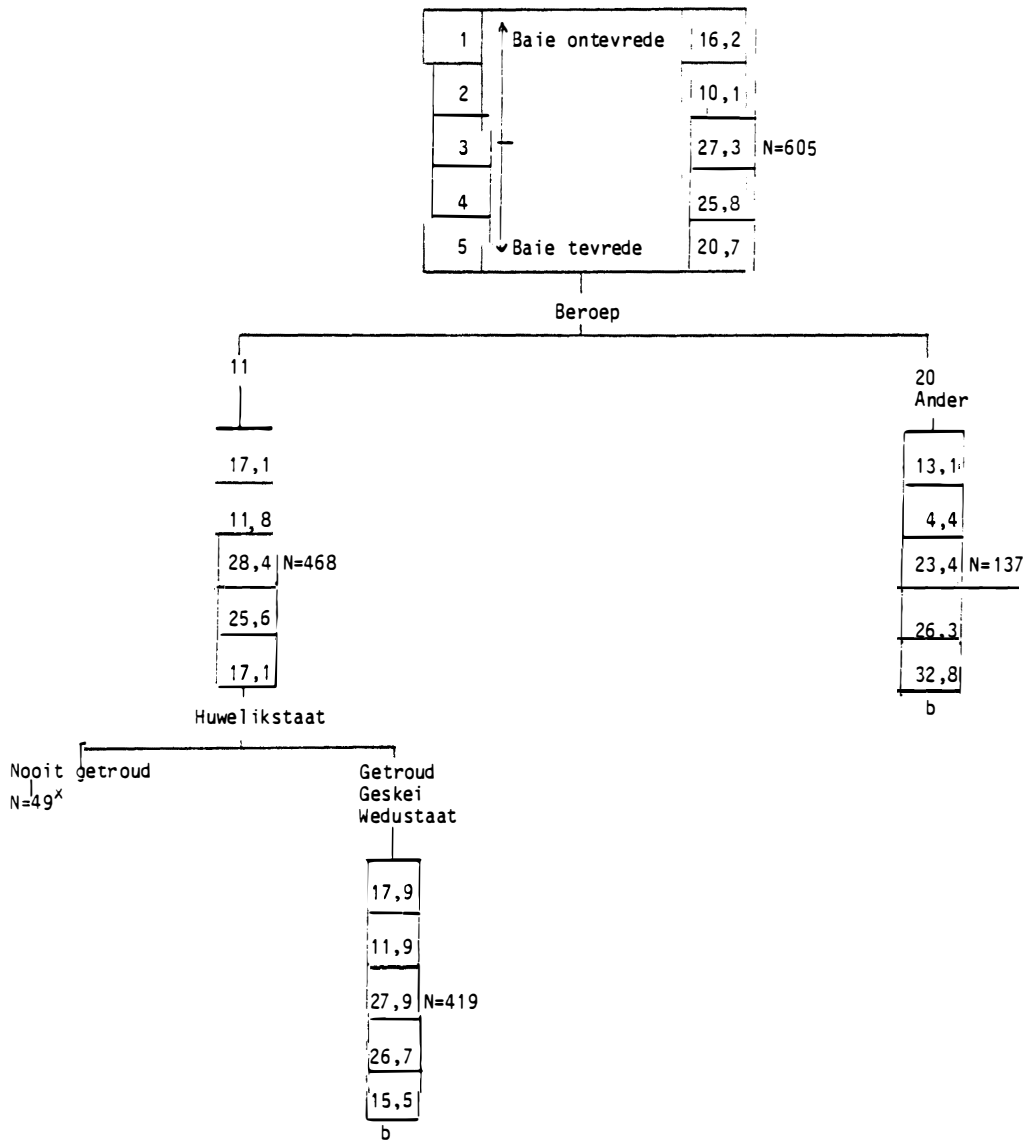 1 Baie ontevrede 16,2
2 10,1
3 27,3 N=605
4 25,8
5 Baie tevrede 20,7
Beroep
11
20
Ander
17,1
11,8
28,4 N=468
25,6
17,1
13,1
4,4
23,4 N=137
26,3
32,8
b
Huwelikstaat
Nooit getroud
N=49x
Getroud
Geskei
Wedustaat
17,9
11,9
27,9 N=419
26,7
15,5
b